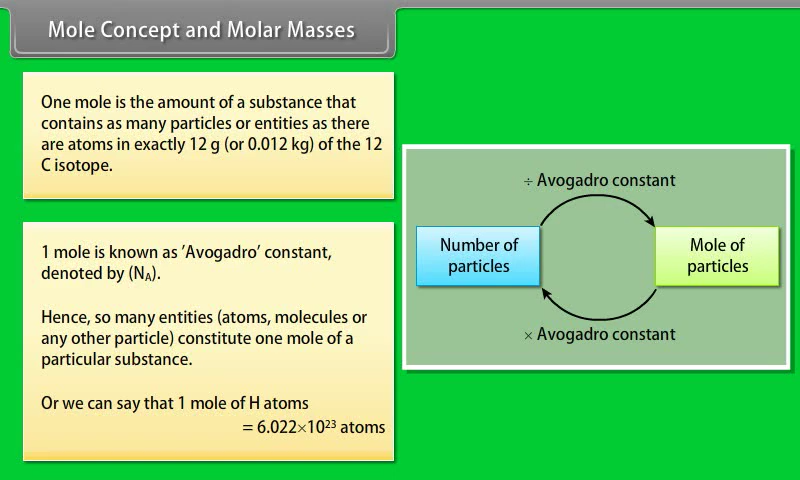 Mole Concept and Molar Masses
One mole is the amount of a substance that
contains as many particles or entities as there
are atoms in exactly 12 g (or 0.012 kg) of the 12
C isotope.
1 mole is known as 'Avogadro' constant,
denoted by (N_A).
Hence, so many entities (atoms, molecules or
any other particle) constitute one mole of a
particular substance.
Or we can say that 1 mole of H atoms
= 6.022×10²³ atoms
÷ Avogadro constant
Number of
particles
Mole of
particles
× Avogadro constant